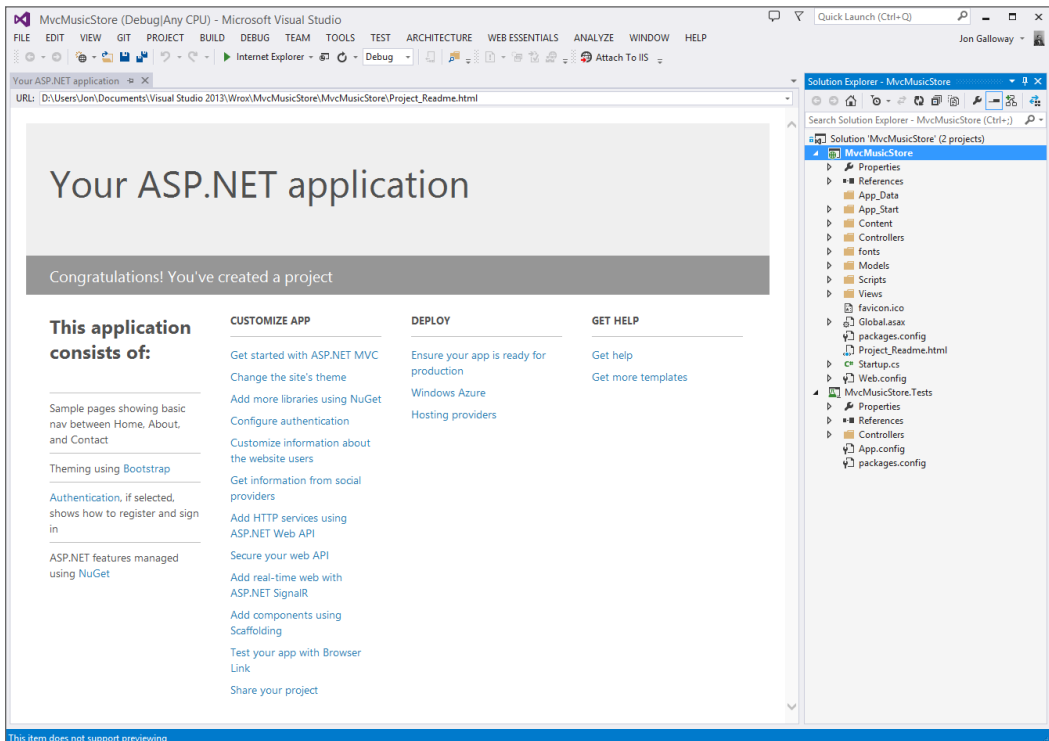 MvcMusicStore (Debug|Any CPU) - Microsoft Visual Studio
Quick Launch (Ctrl+Q)
FILE EDIT VIEW GIT PROJECT BUILD DEBUG TEAM TOOLS TEST ARCHITECTURE WEB ESSENTIALS ANALYZE WINDOW HELP
Jon Galloway
Internet Explorer
Debug
Attach To IIS
Your ASP.NET application
URL: D:\Users\Jon\Documents\Visual Studio 2013\Wrox\MvcMusicStore\MvcMusicStore\Project_Readme.html
Your ASP.NET application
Congratulations! You've created a project
This application
consists of:
Sample pages showing basic
nav between Home, About,
and Contact
Theming using Bootstrap
Authentication, if selected,
shows how to register and sign
in
ASP.NET features managed
using NuGet
CUSTOMIZE APP
Get started with ASP.NET MVC
Change the site's theme
Add more libraries using NuGet
Configure authentication
Customize information about
the website users
Get information from social
providers
Add HTTP services using
ASP.NET Web API
Secure your web API
Add real-time web with
ASP.NET SignalR
Add components using
Scaffolding
Test your app with Browser
Link
Share your project
DEPLOY
Ensure your app is ready for
production
Windows Azure
Hosting providers
GET HELP
Get help
Get more templates
Solution Explorer - MvcMusicStore
Search Solution Explorer - MvcMusicStore (Ctrl+;)
Solution 'MvcMusicStore' (2 projects)
MvcMusicStore
Properties
References
App_Data
App_Start
Content
Controllers
fonts
Models
Scripts
Views
favicon.ico
Global.asax
packages.config
Project_Readme.html
C# Startup.cs
Web.config
MvcMusicStore.Tests
Properties
References
Controllers
App.config
packages.config
This item does not support previewing